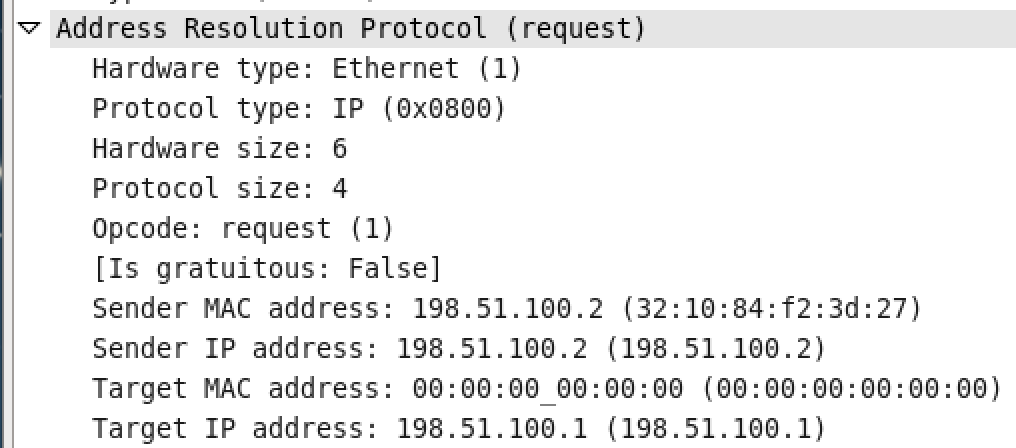 Address Resolution Protocol (request)
Hardware type: Ethernet (1)
Protocol type: IP (0x0800)
Hardware size: 6
Protocol size: 4
Opcode: request (1)
[Is gratuitous: False]
Sender MAC address: 198.51.100.2 (32:10:84:f2:3d:27)
Sender IP address: 198.51.100.2 (198.51.100.2)
Target MAC address: 00:00:00_00:00:00 (00:00:00:00:00:00)
Target IP address: 198.51.100.1 (198.51.100.1)